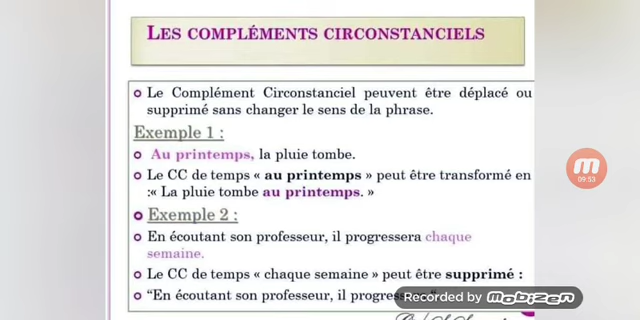 LES COMPLÉMENTS CIRCONSTANCIELS
Le Complément Circonstanciel peuvent être déplacé ou
supprimé sans changer le sens de la phrase.
Exemple 1 :
Au printemps, la pluie tombe.
Le CC de temps « au printemps » peut être transformé en
:« La pluie tombe au printemps. »
Exemple 2 :
En écoutant son professeur, il progressera chaque
semaine.
Le CC de temps « chaque semaine » peut être supprimé :
“En écoutant son professeur, il
09:53
Recorded by Mobizen